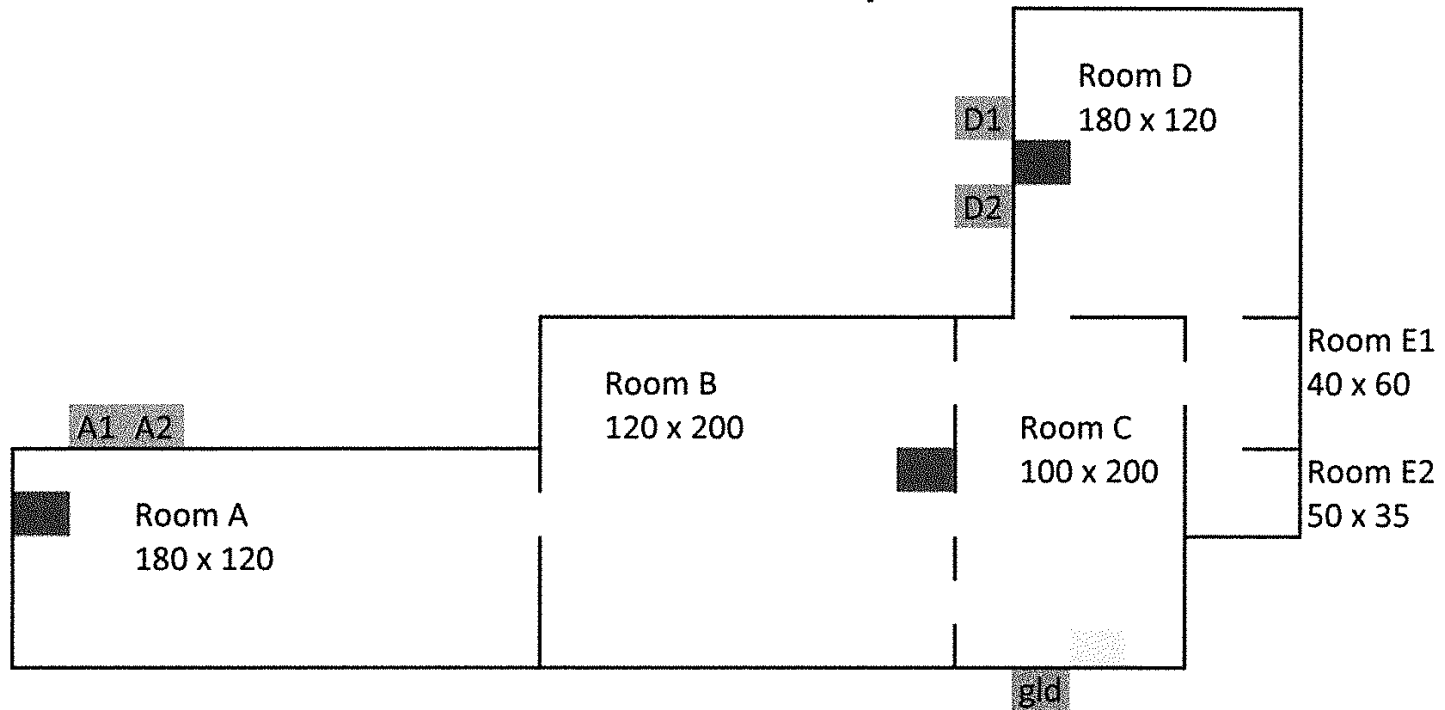 Room D
180 x 120
D1
D2
Room E1
40 x 60
Room B
120 x 200
A1 A2
Room C
100 x 200
Room E2
50 x 35
Room A
180 x 120
gld